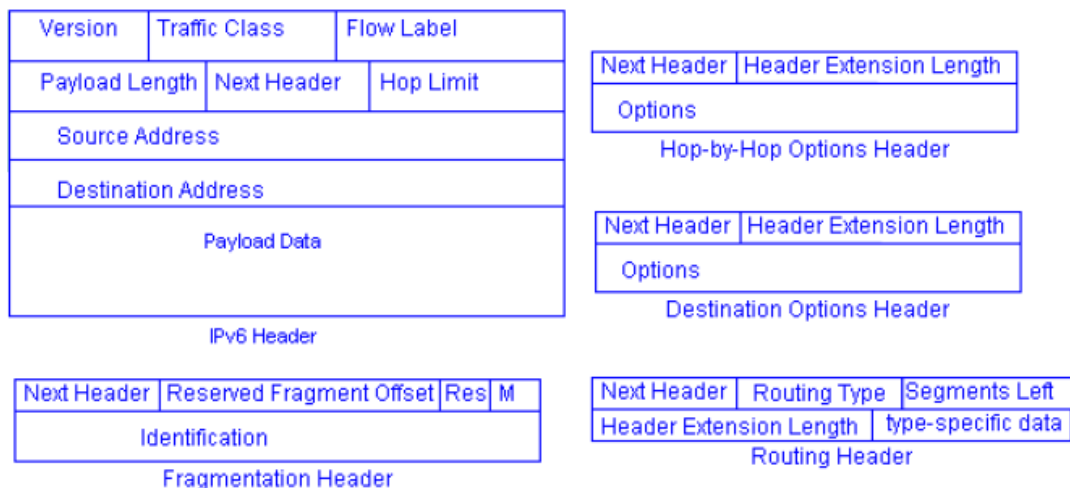 Version Traffic Class Flow Label
Payload Length Next Header Hop Limit
Source Address
Destination Address
Payload Data
IPv6 Header
Next Header Header Extension Length
Options
Hop-by-Hop Options Header
Next Header Header Extension Length
Options
Destination Options Header
Next Header Reserved Fragment Offset Res M
Identification
Fragmentation Header
Next Header Routing Type Segments Left
Header Extension Length type-specific data
Routing Header